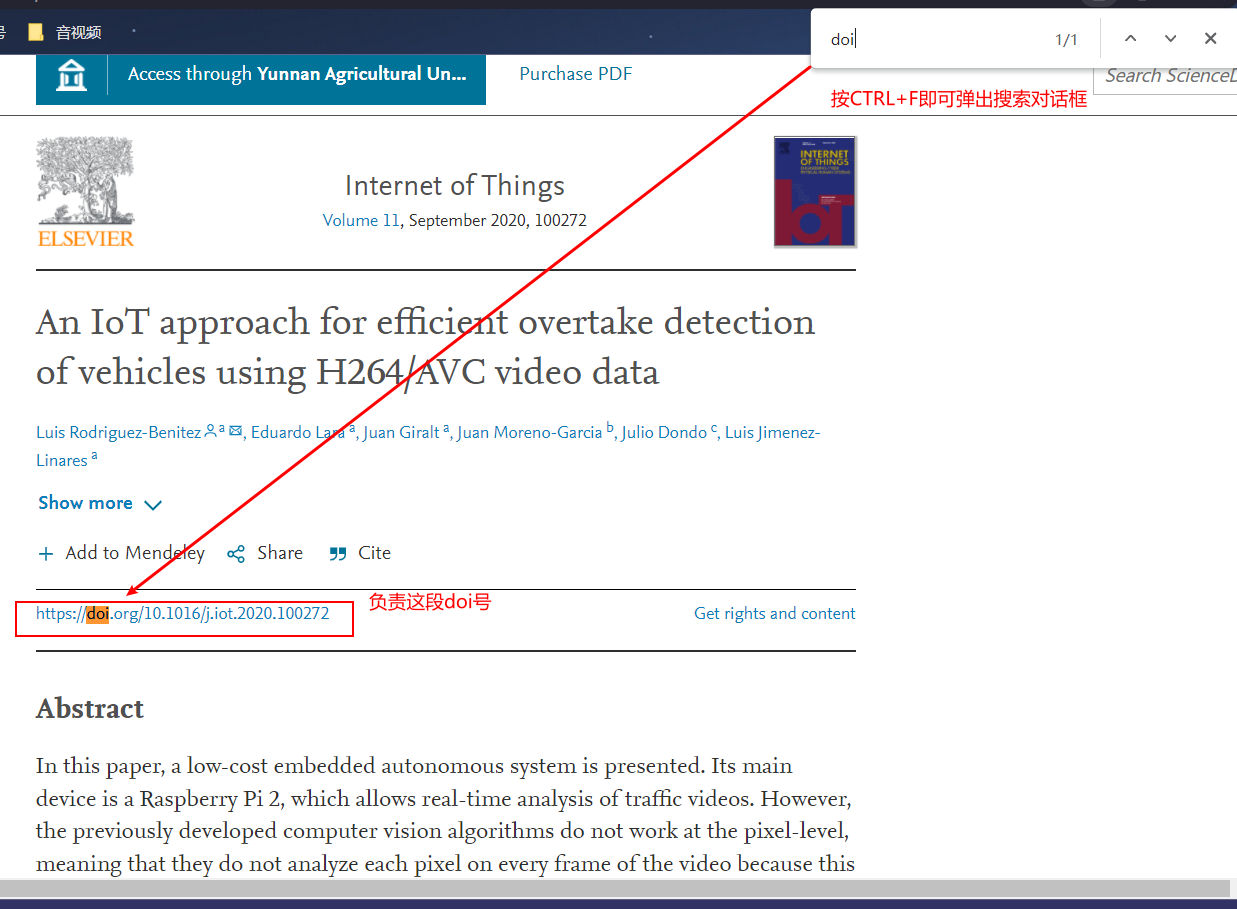 号
音视频
doi
1/1
Access through Yunnan Agricultural Un...
Purchase PDF
Search ScienceD
按CTRL+F即可弹出搜索对话框
ELSEVIER
Internet of Things
Volume 11, September 2020, 100272
INTERNET
OF THINGS
An IoT approach for efficient overtake detection
of vehicles using H264/AVC video data
Luis Rodriguez-Benitez a, Eduardo Lara a, Juan Giralt a, Juan Moreno-Garcia b, Julio Dondo c, Luis Jimenez-
Linares a
Show more
Add to Mendeley
Share
Cite
https://doi.org/10.1016/j.iot.2020.100272
负责这段doi号
Get rights and content
Abstract
In this paper, a low-cost embedded autonomous system is presented. Its main
device is a Raspberry Pi 2, which allows real-time analysis of traffic videos. However,
the previously developed computer vision algorithms do not work at the pixel-level,
meaning that they do not analyze each pixel on every frame of the video because this